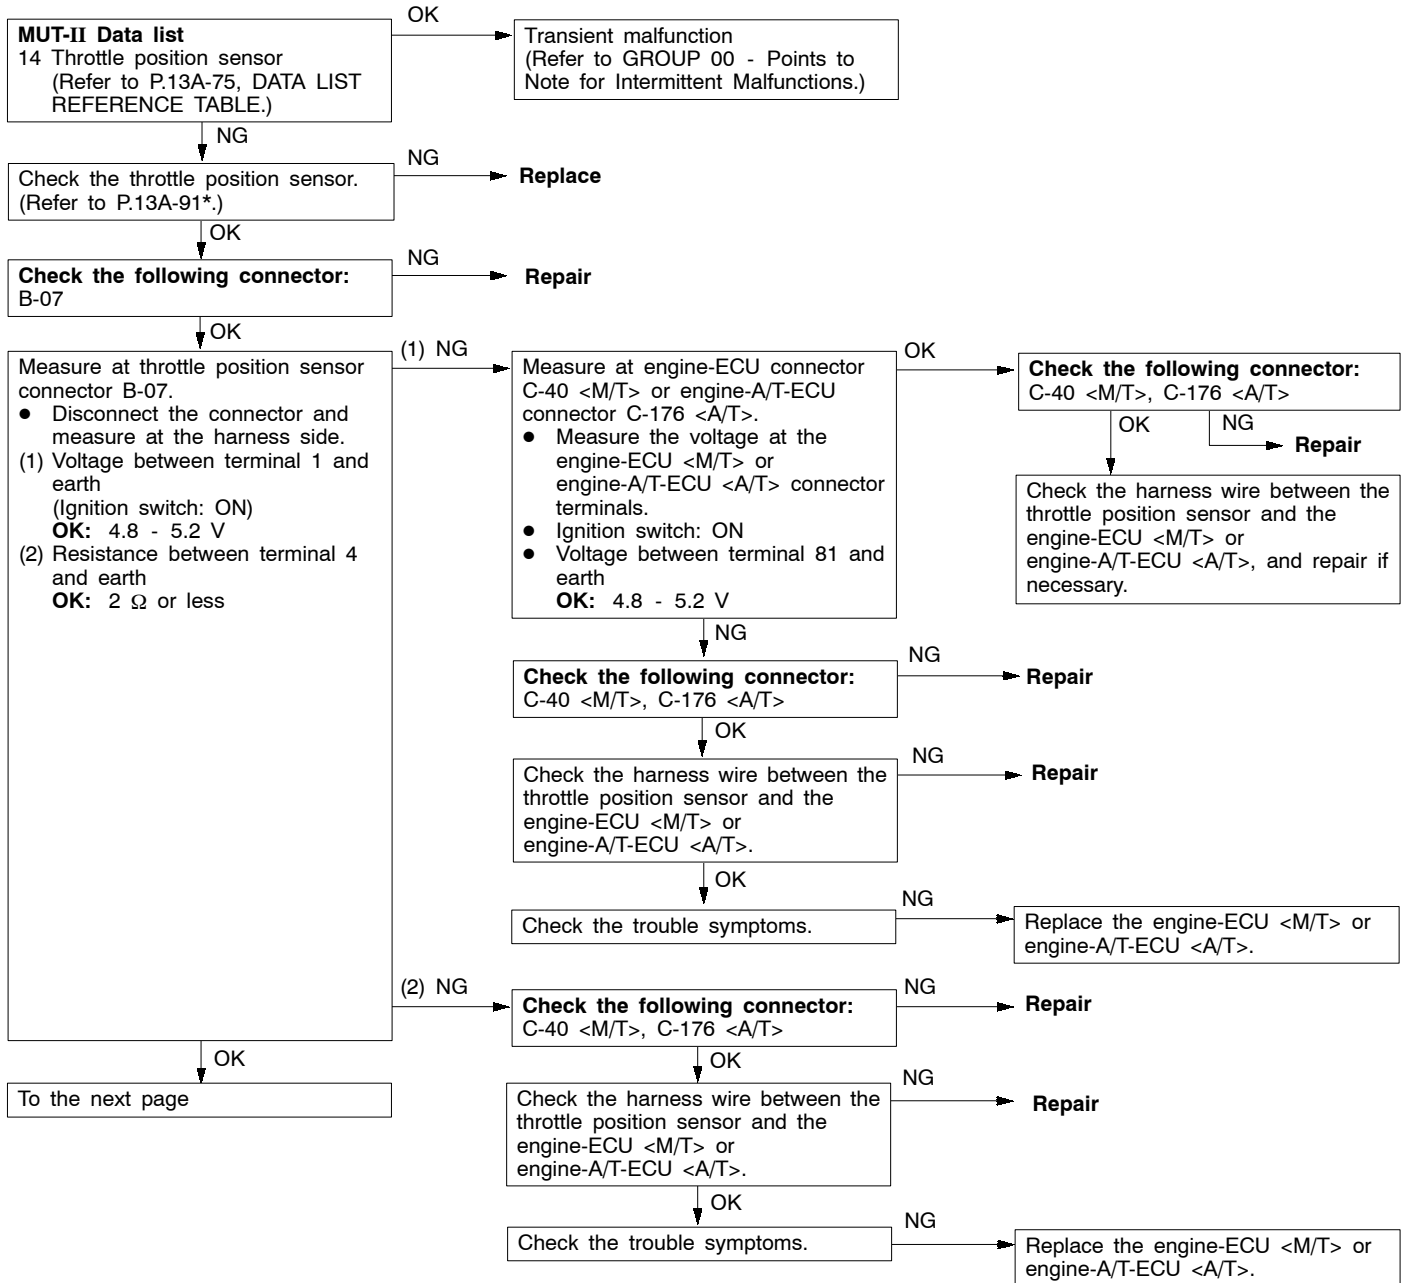 MUT-II Data list
14 Throttle position sensor
(Refer to P.13A-75, DATA LIST
REFERENCE TABLE.)
OK
Transient malfunction
(Refer to GROUP 00 - Points to
Note for Intermittent Malfunctions.)
NG
Check the throttle position sensor.
(Refer to P.13A-91*.)
NG
Replace
OK
Check the following connector:
B-07
NG
Repair
OK
Measure at throttle position sensor
connector B-07.
● Disconnect the connector and
measure at the harness side.
(1) Voltage between terminal 1 and
earth
(Ignition switch: ON)
OK: 4.8 - 5.2 V
(2) Resistance between terminal 4
and earth
OK: 2 Ω or less
(1) NG
Measure at engine-ECU connector
C-40 <M/T> or engine-A/T-ECU
connector C-176 <A/T>.
● Measure the voltage at the
engine-ECU <M/T> or
engine-A/T-ECU <A/T> connector
terminals.
● Ignition switch: ON
● Voltage between terminal 81 and
earth
OK: 4.8 - 5.2 V
OK
Check the following connector:
C-40 <M/T>, C-176 <A/T>
OK
NG
Repair
Check the harness wire between the
throttle position sensor and the
engine-ECU <M/T> or
engine-A/T-ECU <A/T>, and repair if
necessary.
NG
Check the following connector:
C-40 <M/T>, C-176 <A/T>
NG
Repair
OK
Check the harness wire between the
throttle position sensor and the
engine-ECU <M/T> or
engine-A/T-ECU <A/T>.
NG
Repair
OK
Check the trouble symptoms.
NG
Replace the engine-ECU <M/T> or
engine-A/T-ECU <A/T>.
(2) NG
Check the following connector:
C-40 <M/T>, C-176 <A/T>
NG
Repair
OK
Check the harness wire between the
throttle position sensor and the
engine-ECU <M/T> or
engine-A/T-ECU <A/T>.
NG
Repair
OK
Check the trouble symptoms.
NG
Replace the engine-ECU <M/T> or
engine-A/T-ECU <A/T>.
OK
To the next page